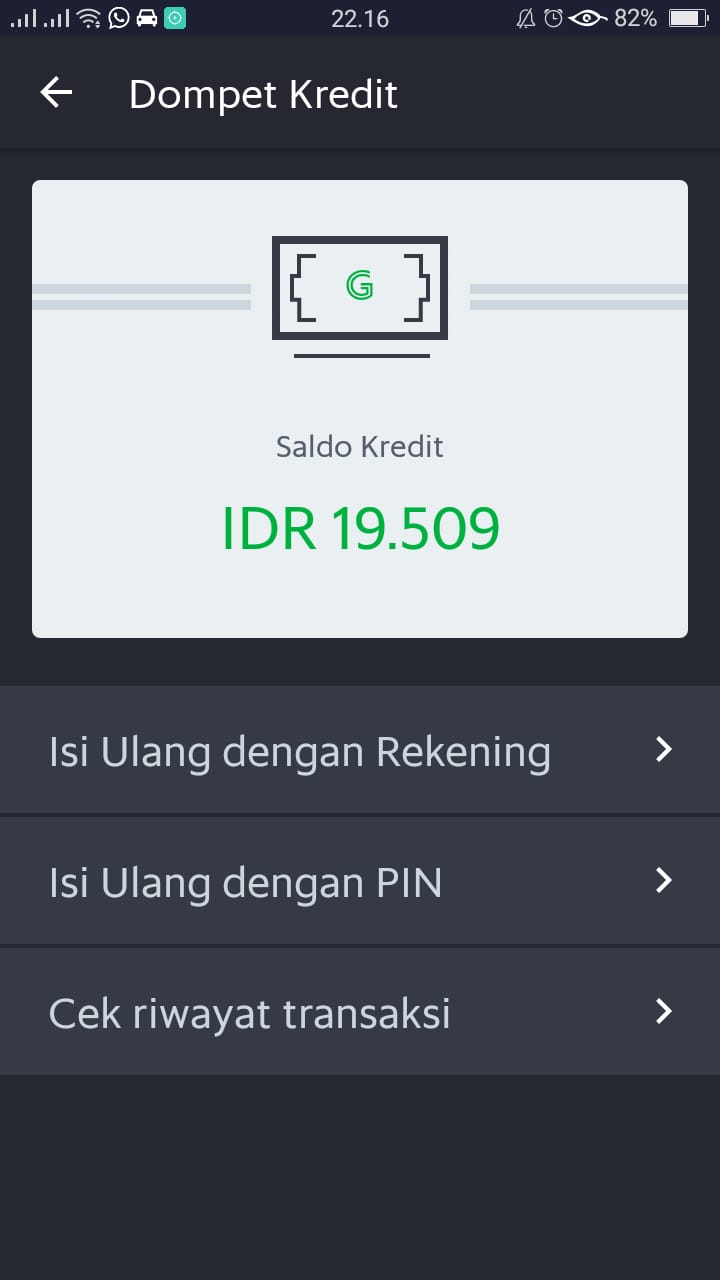 22.16
82%
Dompet Kredit
G
Saldo Kredit
IDR 19.509
Isi Ulang dengan Rekening
Isi Ulang dengan PIN
Cek riwayat transaksi